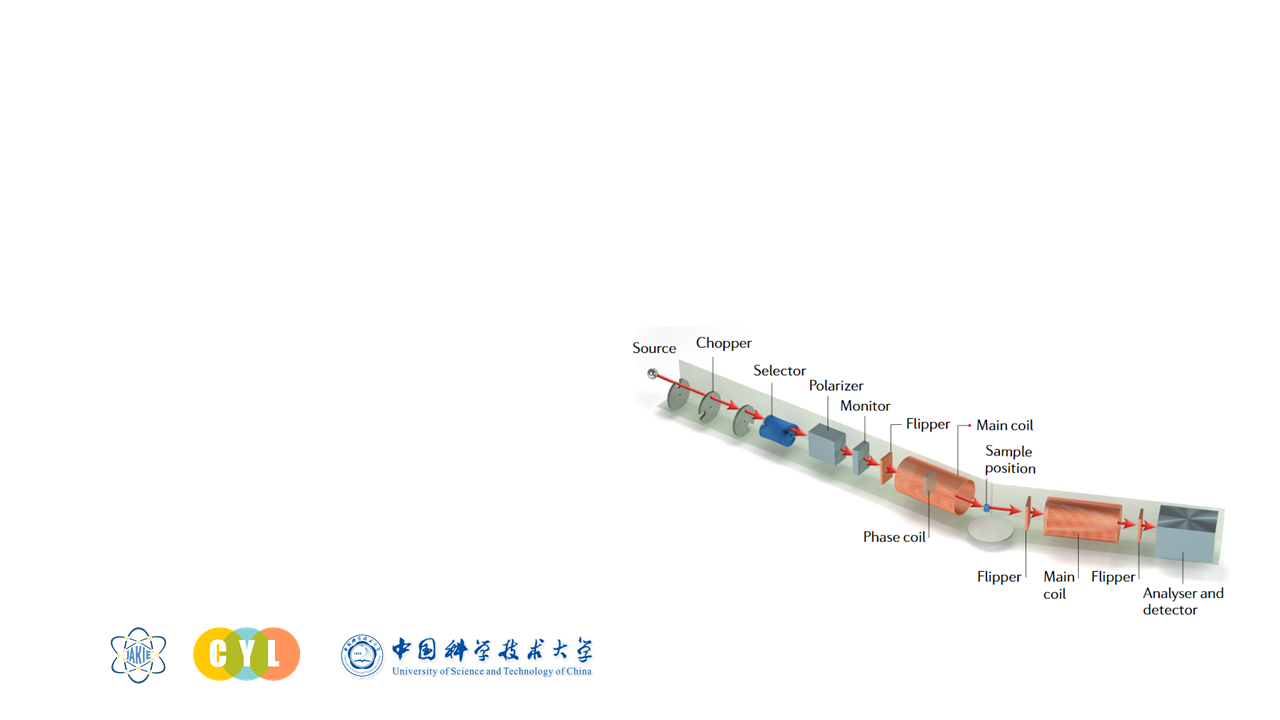 Source
Chopper
Selector
Polarizer
Monitor
Flipper
Main coil
Sample
position
Phase coil
Flipper
Main
coil
Flipper
Analyser and
detector
IAKIE
CYL
中国科学技术大学
University of Science and Technology of China